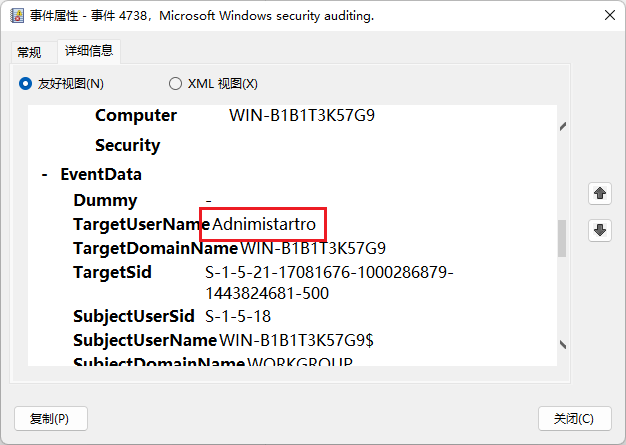 事件属性 - 事件 4738，Microsoft Windows security auditing.
常规 详细信息
友好视图(N) XML 视图(X)
Computer WIN-B1B1T3K57G9
Security
- EventData
Dummy -
TargetUserName Adnimistartro
TargetDomainName WIN-B1B1T3K57G9
TargetSid S-1-5-21-17081676-1000286879-
1443824681-500
SubjectUserSid S-1-5-18
SubjectUserName WIN-B1B1T3K57G9$
SubjectDomainName WORKGROUP
复制(P) 关闭(C)